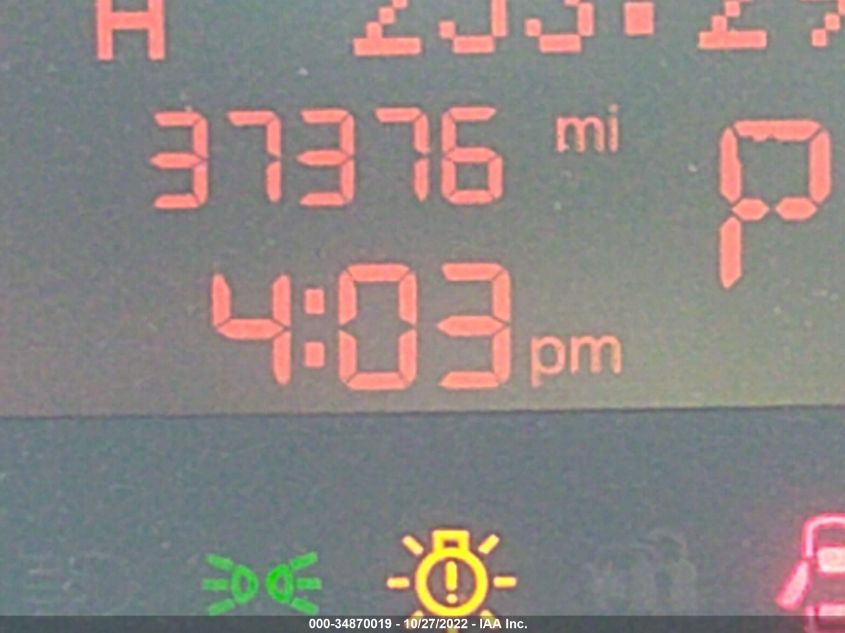 37376 mi
P
4:03 pm
000-34870019 - 10/27/2022 - IAA, Inc.